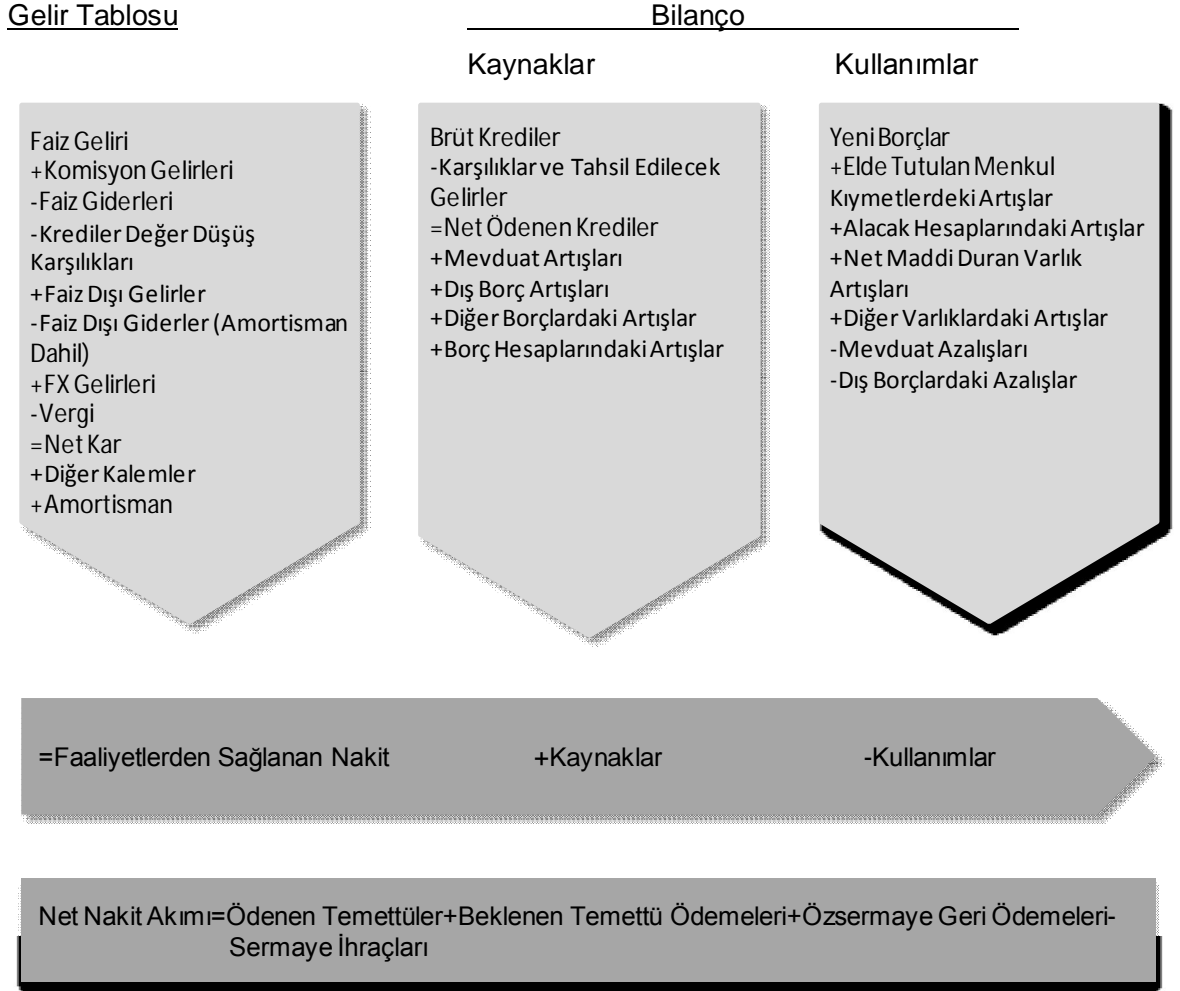 Gelir Tablosu
Bilanço
Kaynaklar
Kullanımlar
Faiz Geliri
+Komisyon Gelirleri
-Faiz Giderleri
-Krediler Değer Düşüş
Karşılıkları
+Faiz Dışı Gelirler
-Faiz Dışı Giderler (Amortisman
Dahil)
+FX Gelirleri
-Vergi
=Net Kar
+Diğer Kalemler
+Amortisman
Brüt Krediler
-Karşılıklar ve Tahsil Edilecek
Gelirler
=Net Ödenen Krediler
+Mevduat Artışları
+Dış Borç Artışları
+Diğer Borçlardaki Artışlar
+Borç Hesaplarındaki Artışlar
Yeni Borçlar
+Elde Tutulan Menkul
Kıymetlerdeki Artışlar
+Alacak Hesaplarındaki Artışlar
+Net Maddi Duran Varlık
Artışları
+Diğer Varlıklardaki Artışlar
-Mevduat Azalışları
-Dış Borçlardaki Azalışlar
=Faaliyetlerden Sağlanan Nakit
+Kaynaklar
-Kullanımlar
Net Nakit Akımı=Ödenen Temettüler+Beklenen Temettü Ödemeleri+Özsermaye Geri Ödemeleri-
Sermaye İhraçları